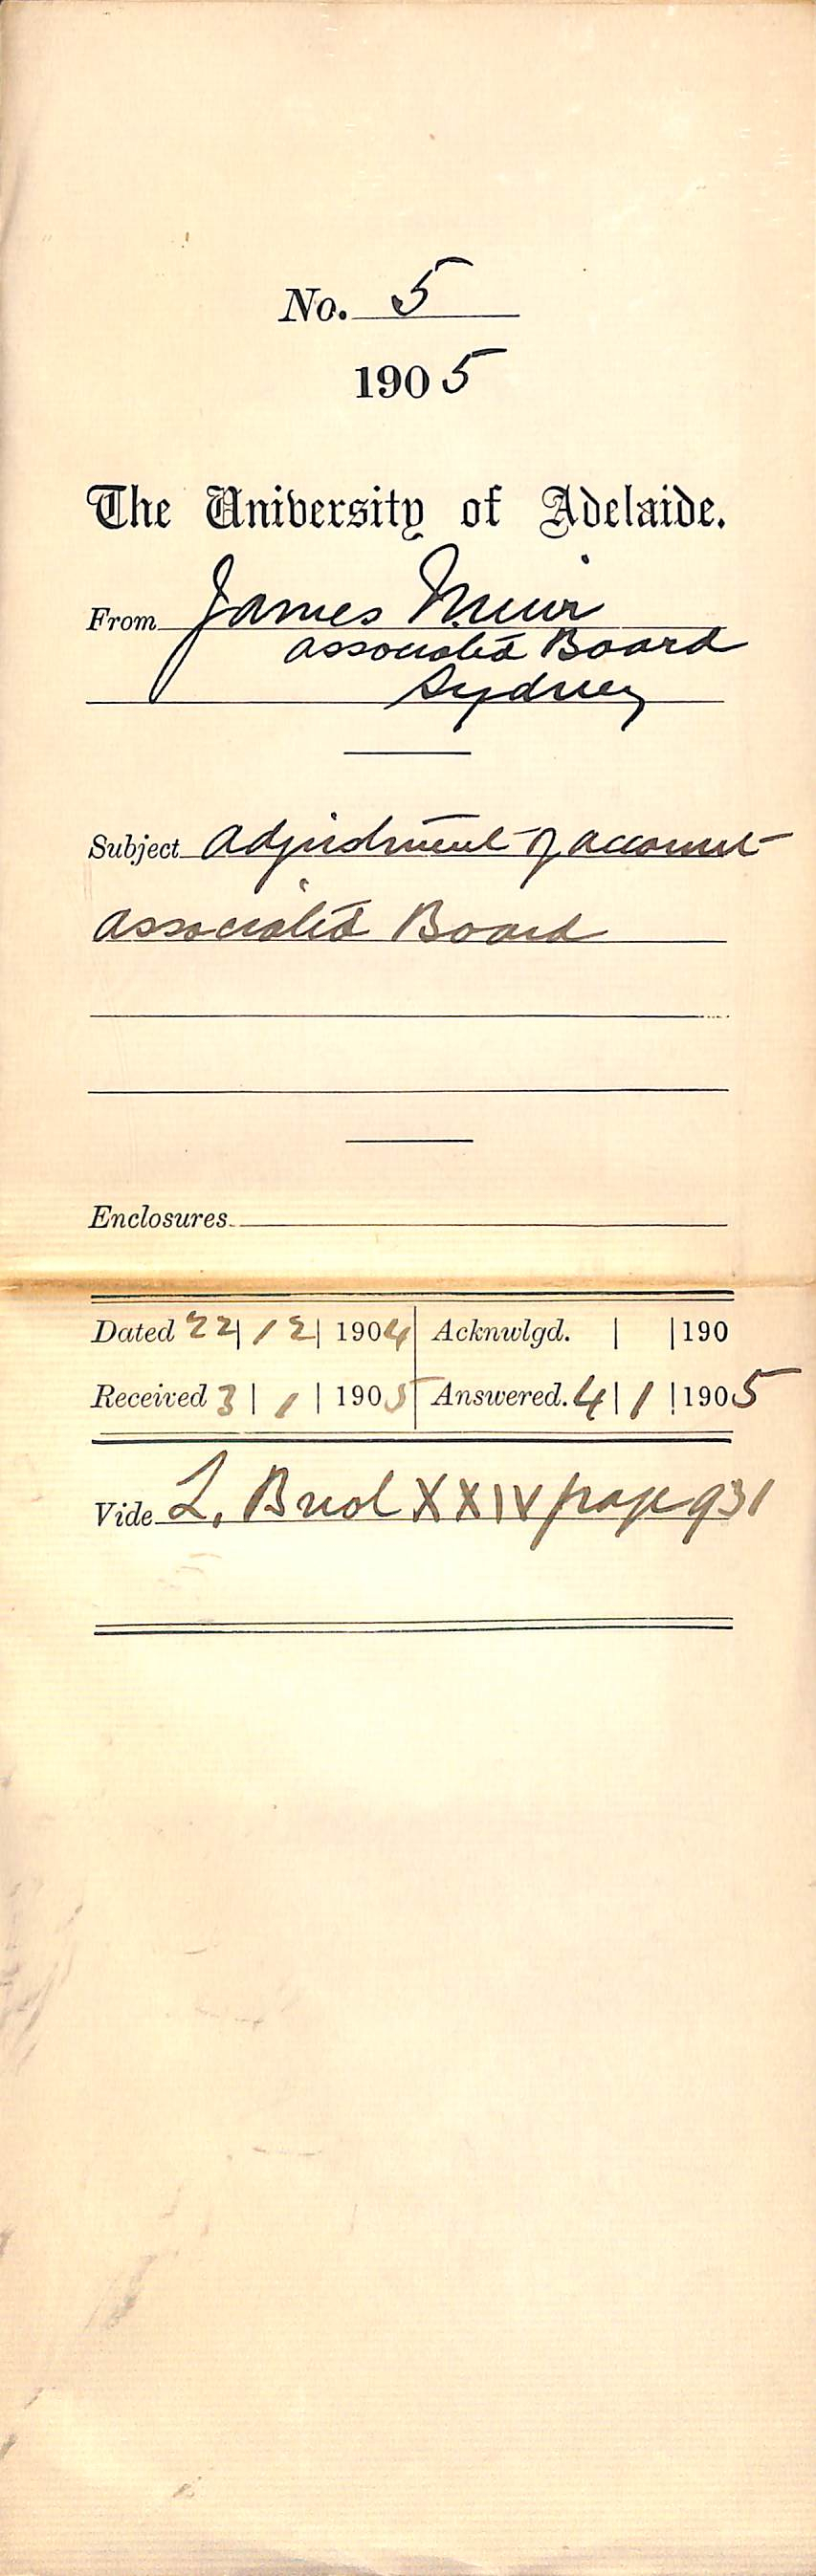 No. 5
1905
The University of Adelaide.
From James Muir
associated Board
Sydney
Subject adjustment of account
associated Board
Enclosures
Dated 22|12|1904 Acknwlgd. | |190
Received 3|1|1905 Answered. 4|1|1905
Vide L. XXIV page 931